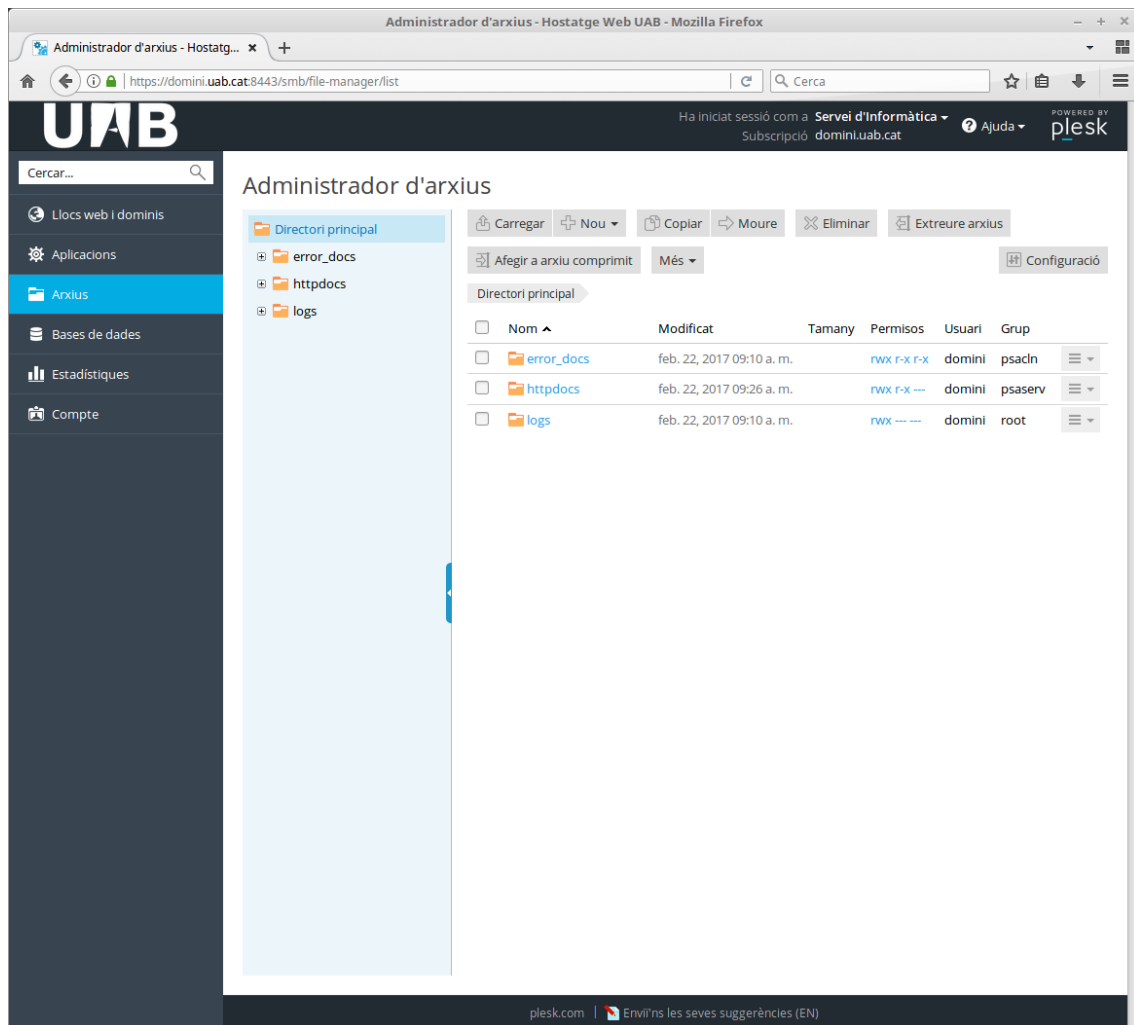 Administrador d'arxius - Hostatge Web UAB - Mozilla Firefox
Administrador d'arxius - Hostatg...
https://domini.uab.cat:8443/smb/file-manager/list
Cerca
UAB
Ha iniciat sessió com a Servei d'Informàtica
Subscripció domini.uab.cat
Ajuda
POWERED BY
plesk
Cercar...
Llocs web i dominis
Aplicacions
Arxius
Bases de dades
Estadístiques
Compte
Administrador d'arxius
Directori principal
error_docs
httpdocs
logs
Carregar Nou Copiar Moure Eliminar Extreure arxius
Afegir a arxiu comprimit Més Configuració
Directori principal
Nom Modificat Tamany Permisos Usuari Grup
error_docs feb. 22, 2017 09:10 a. m. rwx r-x r-x domini psacln
httpdocs feb. 22, 2017 09:26 a. m. rwx r-x --- domini psaserv
logs feb. 22, 2017 09:10 a. m. rwx --- --- domini root
plesk.com | Envïi'ns les seves suggerències (EN)